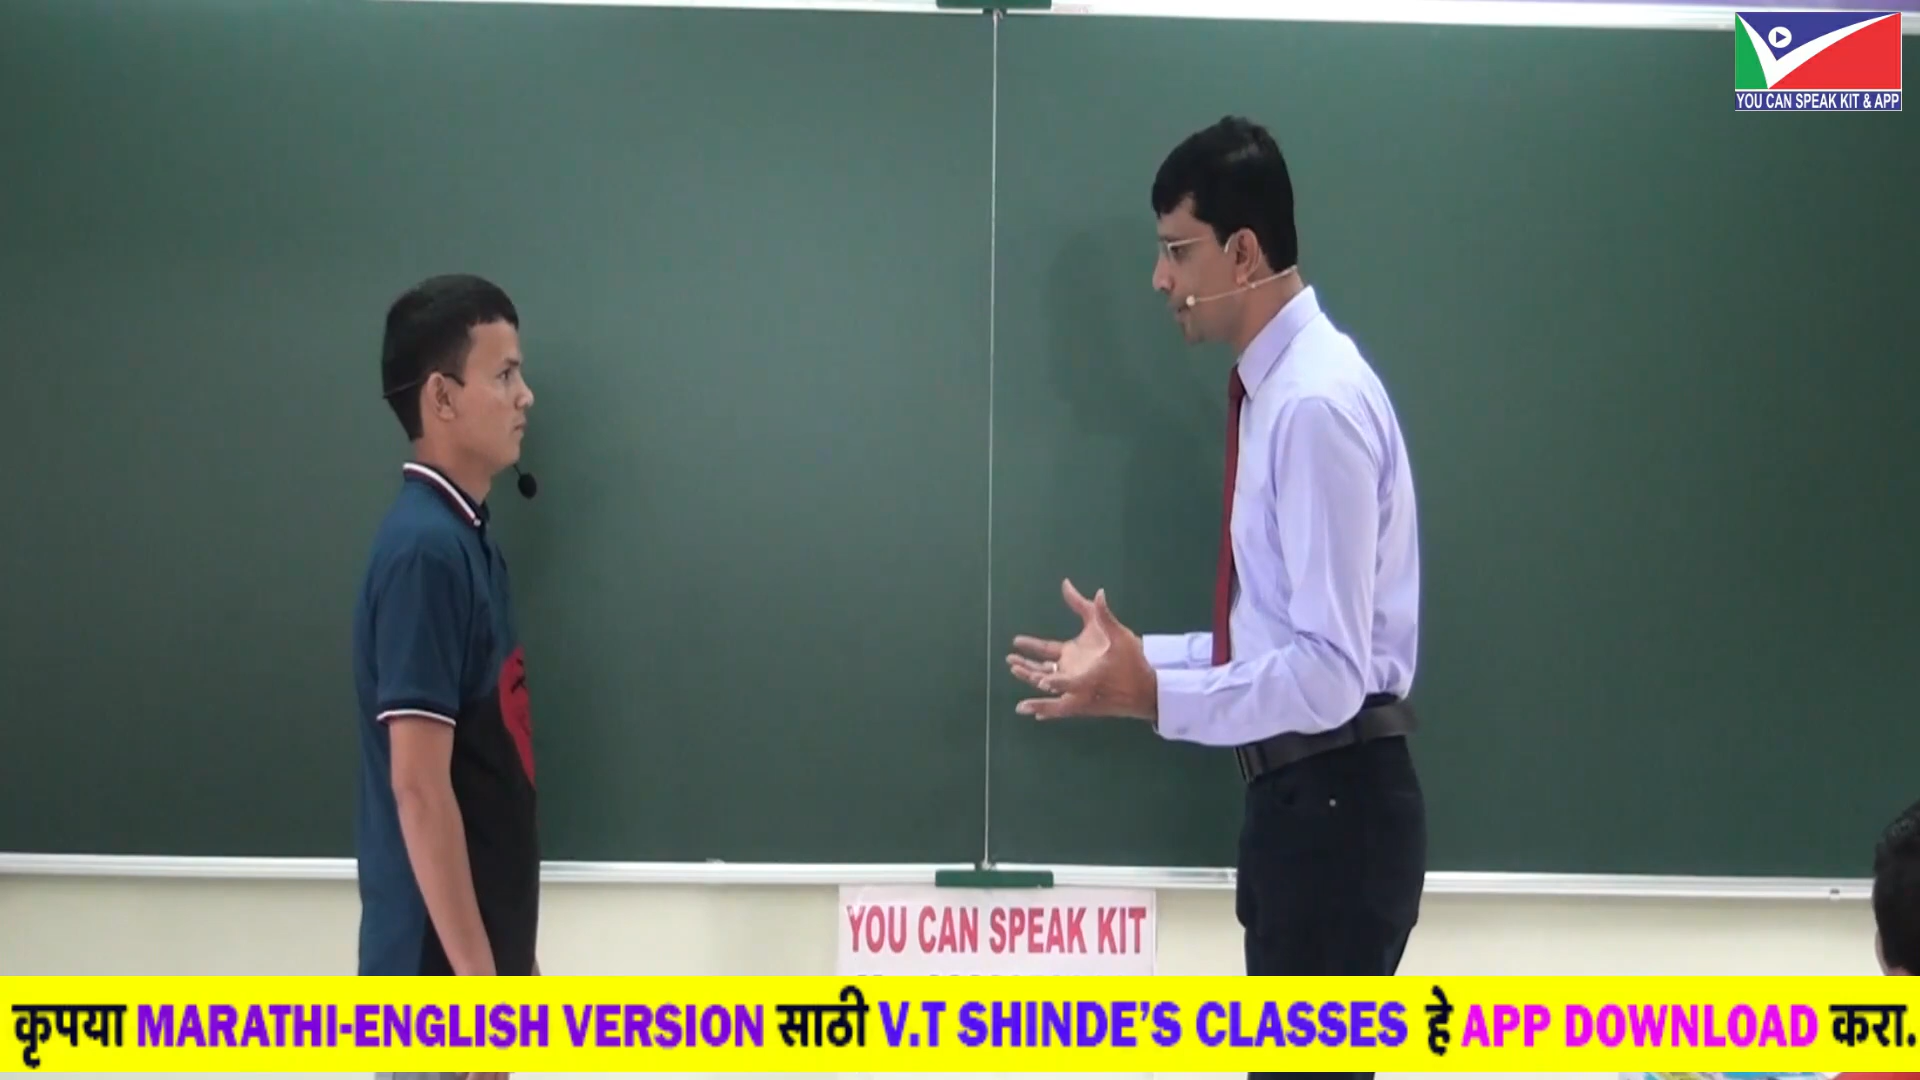 YOU CAN SPEAK KIT & APP
YOU CAN SPEAK KIT
कृपया MARATHI-ENGLISH VERSION साठी V.T SHINDE'S CLASSES हे APP DOWNLOAD करा.